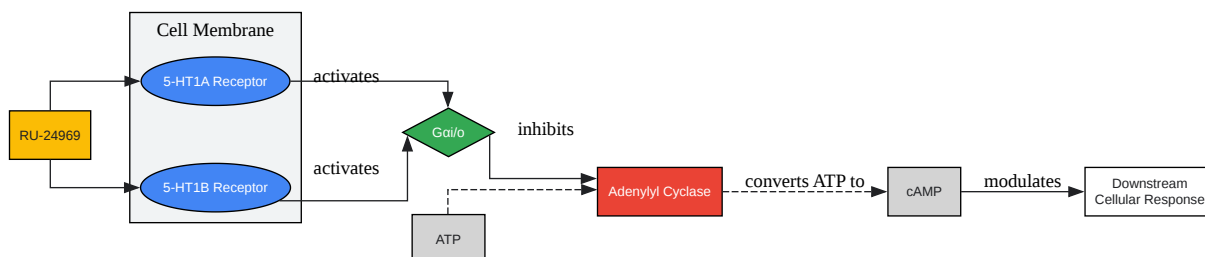 Cell Membrane
5-HT1A Receptor
activates
RU-24969
Gαi/o
inhibits
activates
5-HT1B Receptor
Adenylyl Cyclase
converts ATP to
cAMP
modulates
Downstream
Cellular Response
ATP